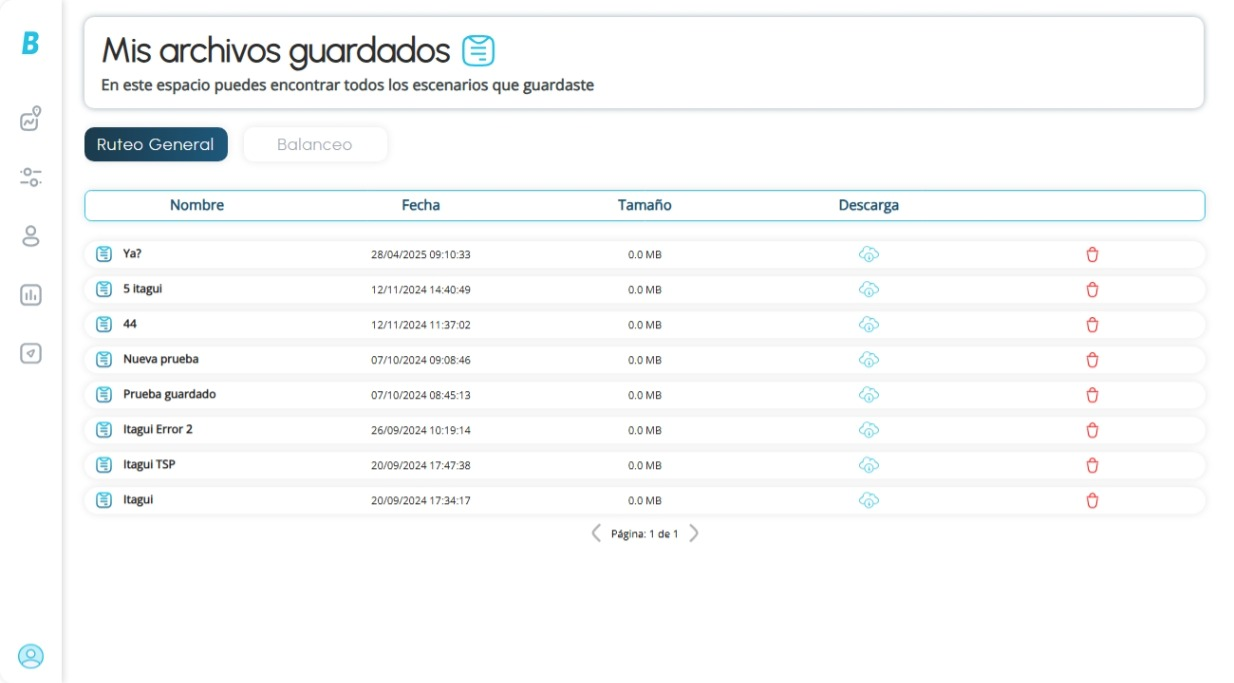 B
Mis archivos guardados
En este espacio puedes encontrar todos los escenarios que guardaste
Ruteo General Balanceo
Nombre Fecha Tamaño Descarga
Ya? 28/04/2025 09:10:33 0.0 MB
5 itagui 12/11/2024 14:40:49 0.0 MB
44 12/11/2024 11:37:02 0.0 MB
Nueva prueba 07/10/2024 09:08:46 0.0 MB
Prueba guardado 07/10/2024 08:45:13 0.0 MB
Itagui Error 2 26/09/2024 10:19:14 0.0 MB
Itagui TSP 20/09/2024 17:47:38 0.0 MB
Itagui 20/09/2024 17:34:17 0.0 MB
Página: 1 de 1